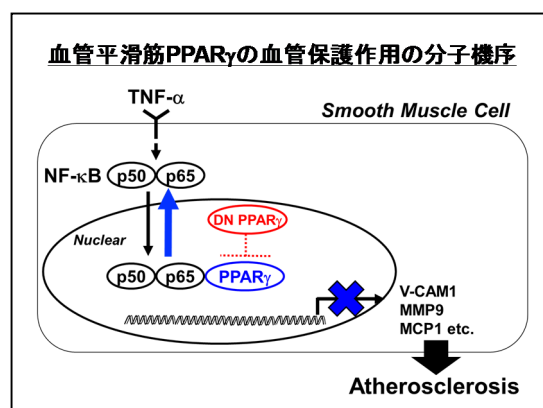 血管平滑筋PPARγの血管保護作用の分子機序
TNF-α
Smooth Muscle Cell
NF-κB
p50
p65
DN PPARγ
Nuclear
p50
p65
PPARγ
V-CAM1
MMP9
MCP1 etc.
Atherosclerosis